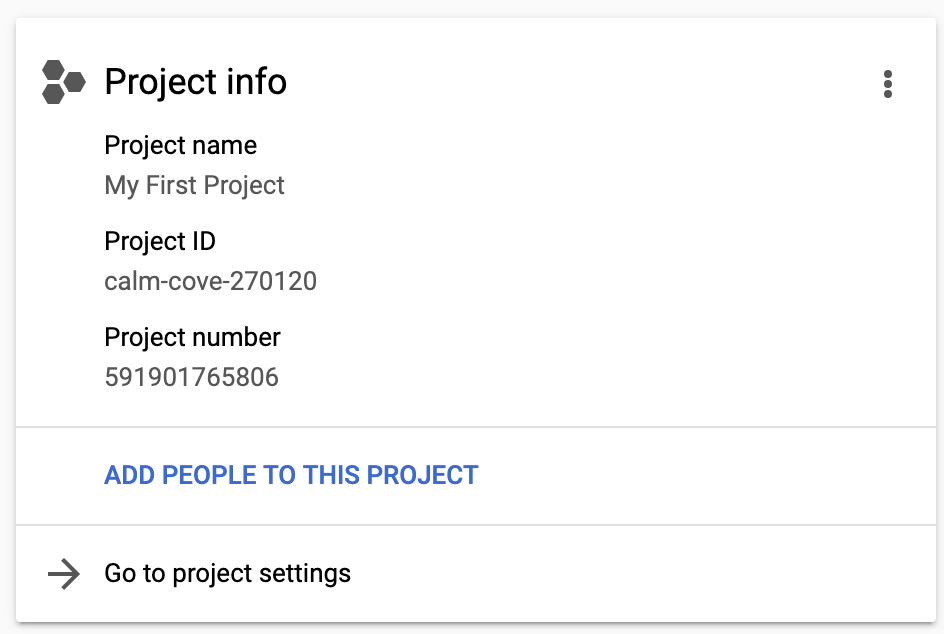 Project info
Project name
My First Project
Project ID
calm-cove-270120
Project number
591901765806
ADD PEOPLE TO THIS PROJECT
Go to project settings